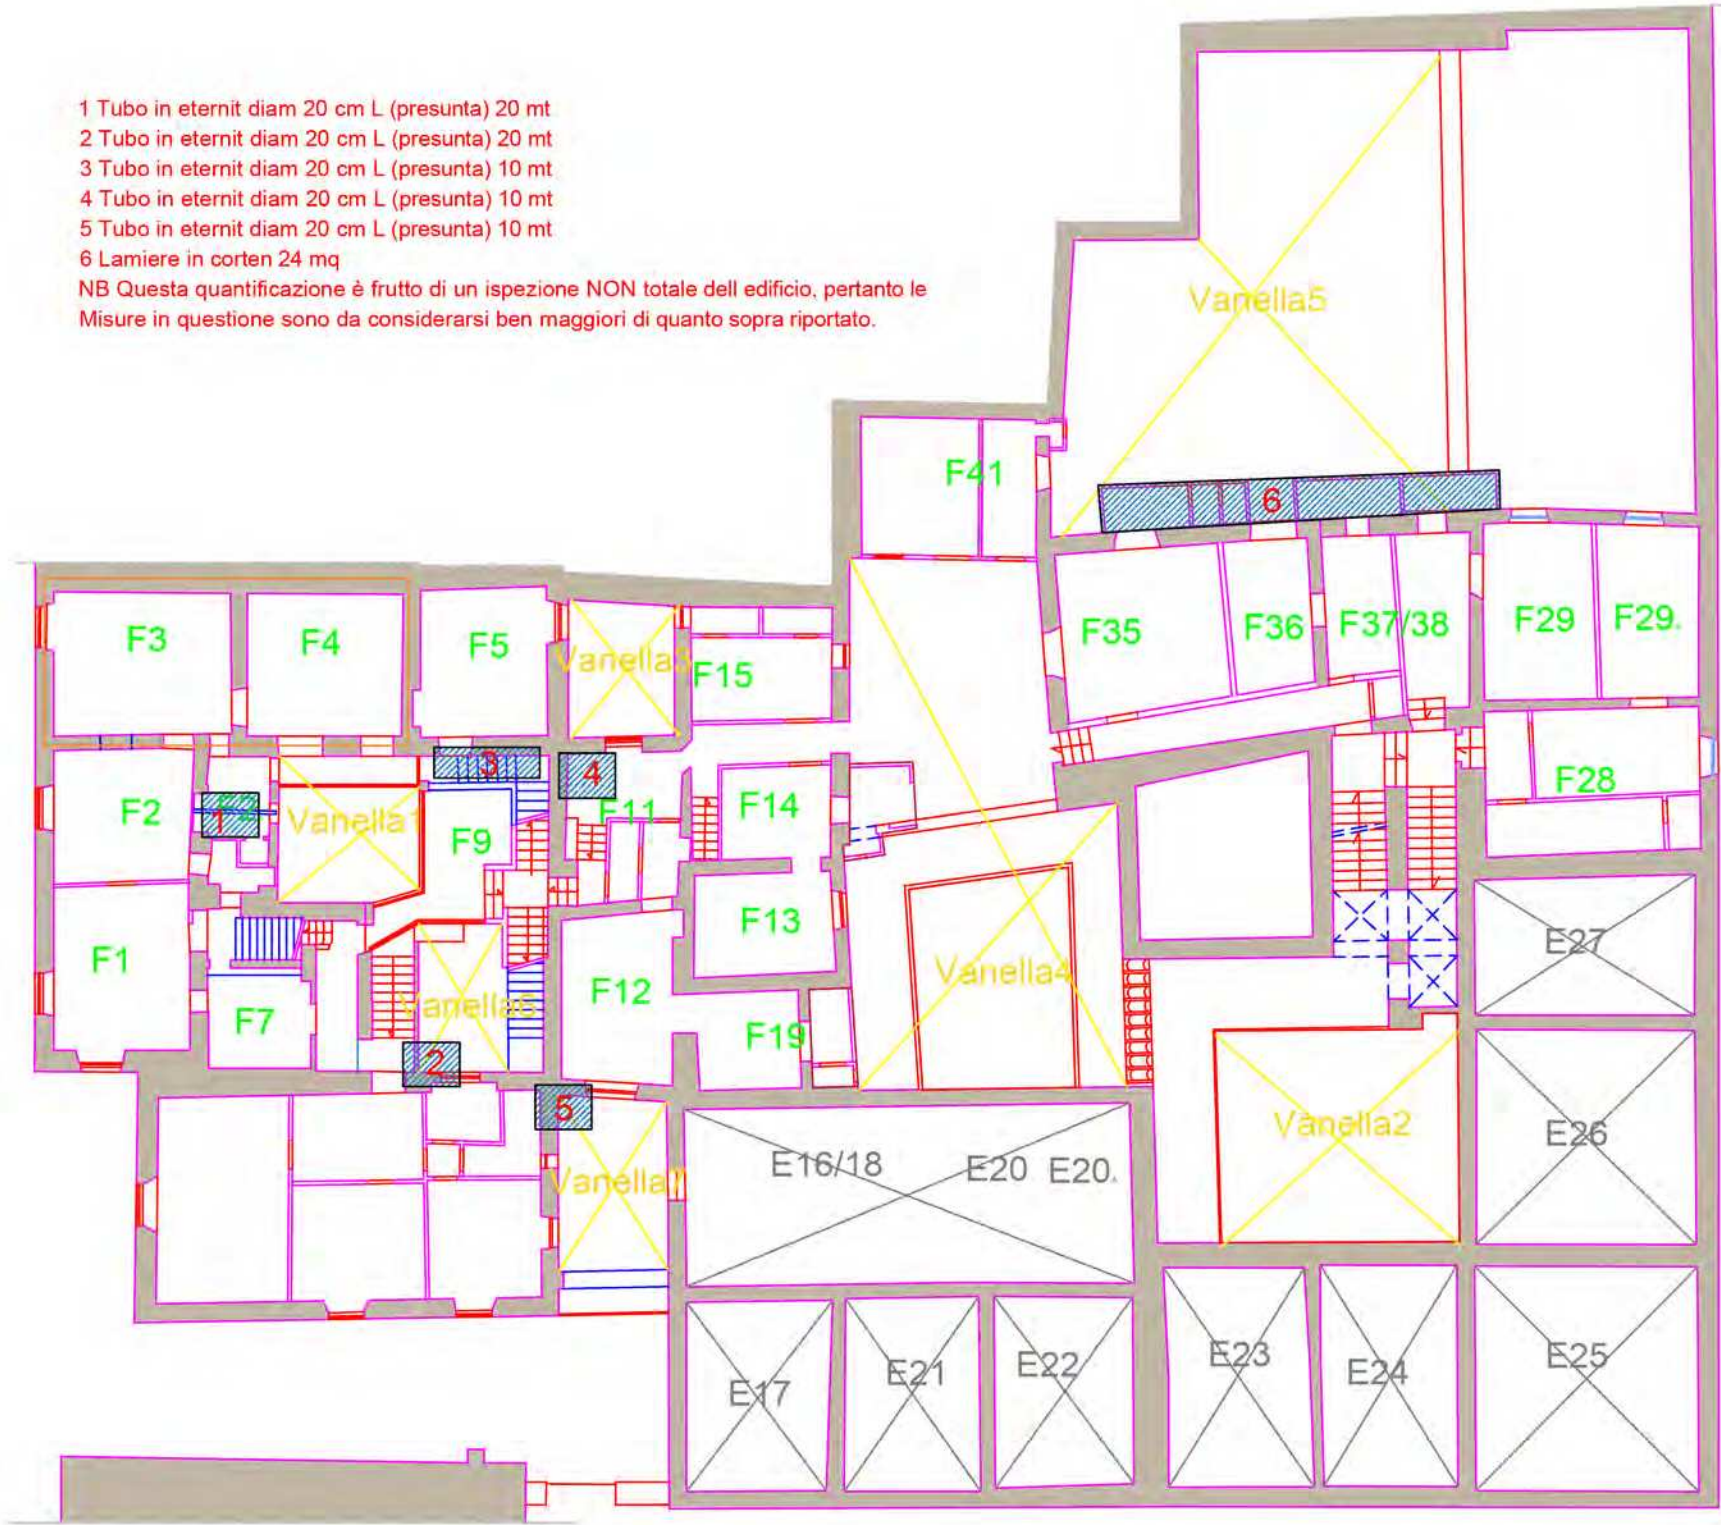 1 Tubo in eternit diam 20 cm L (presunta) 20 mt
2 Tubo in eternit diam 20 cm L (presunta) 20 mt
3 Tubo in eternit diam 20 cm L (presunta) 10 mt
4 Tubo in eternit diam 20 cm L (presunta) 10 mt
5 Tubo in eternit diam 20 cm L (presunta) 10 mt
6 Lamiere in corten 24 mq
NB Questa quantificazione è frutto di un ispezione NON totale dell edificio, pertanto le
Misure in questione sono da considerarsi ben maggiori di quanto sopra riportato.
Vanella5
F41
6
F3
F4
F5
Vanella3
F15
F35
F36
F37/38
F29
F29.
3
4
F2
1
Vanella1
F9
F11
F14
F28
F1
F13
F7
Vanella6
F12
F19
Vanella4
E27
2
5
Vanella7
E16/18
E20
E20.
Vanella2
E26
E17
E21
E22
E23
E24
E25